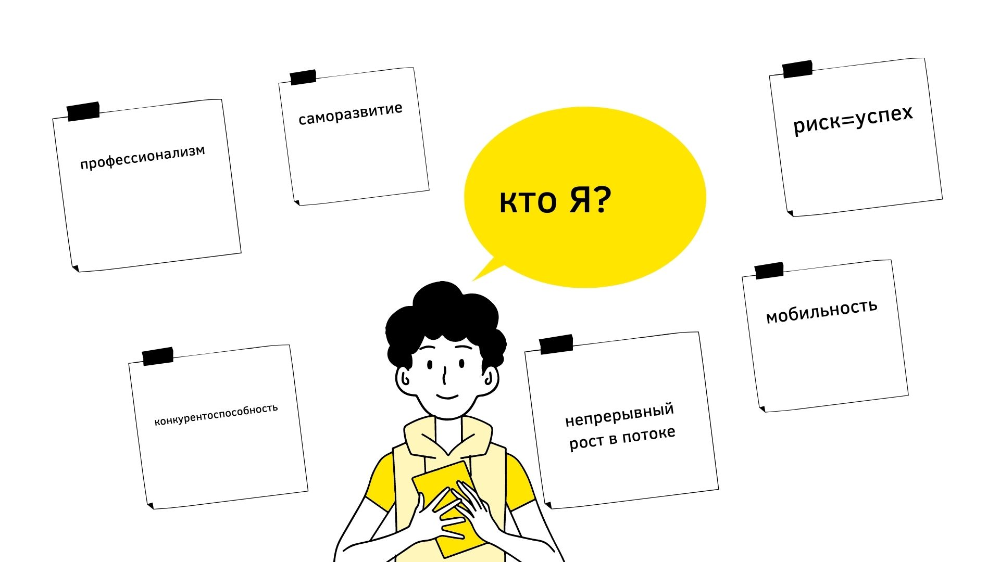 профессионализм
саморазвитие
кто Я?
риск=успех
мобильность
конкурентоспособность
непрерывный
рост в потоке